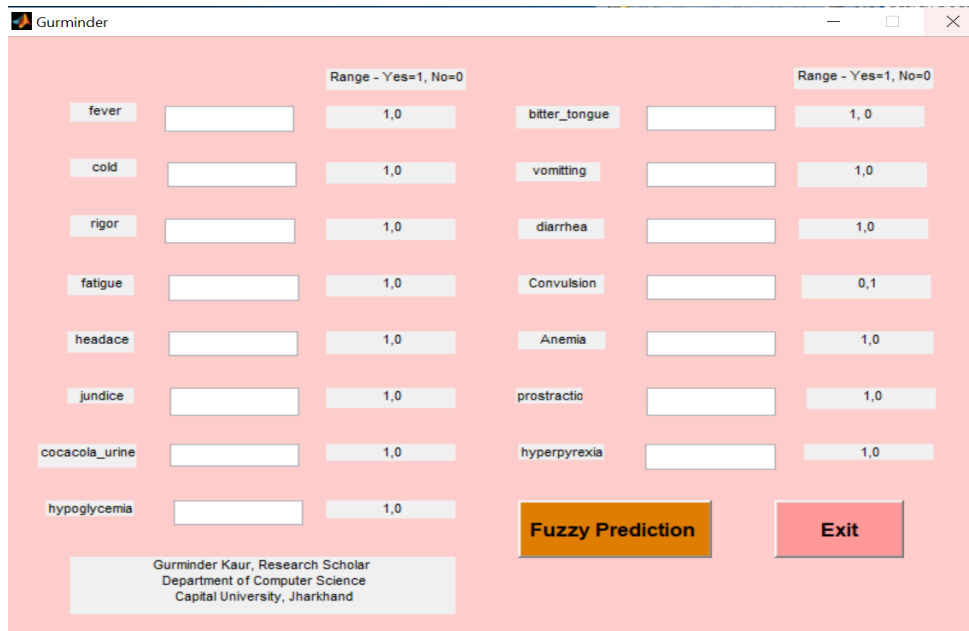 Gurminder
Range - Yes=1, No=0
Range - Yes=1, No=0
fever 1,0 bitter_tongue 1, 0
cold 1,0 vomitting 1,0
rigor 1,0 diarrhea 1,0
fatigue 1,0 Convulsion 0,1
headace 1,0 Anemia 1,0
jundice 1,0 prostractio 1,0
cocacola_urine 1,0 hyperpyrexia 1,0
hypoglycemia 1,0
Fuzzy Prediction Exit
Gurminder Kaur, Research Scholar
Department of Computer Science
Capital University, Jharkhand